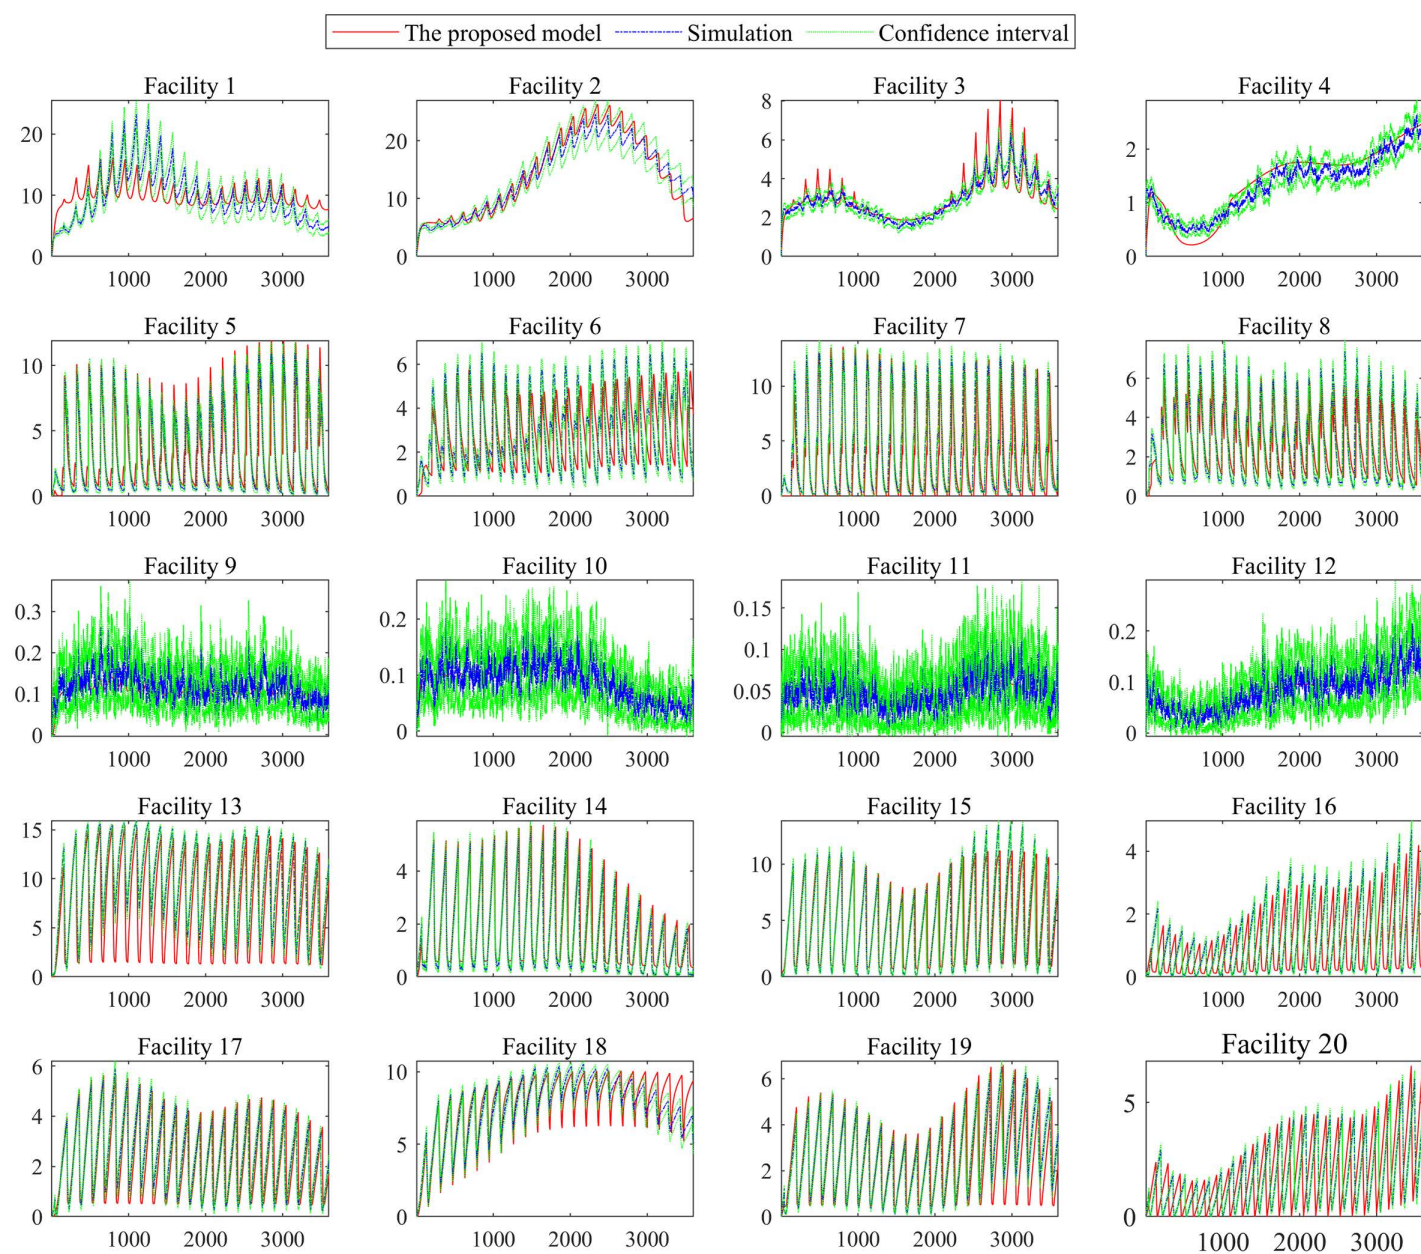 The proposed model Simulation Confidence interval
Facility 1 Facility 2 Facility 3 Facility 4
20 20 8 2
10 10 6 1
0 0 4 0
2
0
1000 2000 3000 1000 2000 3000 1000 2000 3000 1000 2000 3000
Facility 5 Facility 6 Facility 7 Facility 8
10 6 10 6
5 4 5 4
0 2 0 2
0 0
1000 2000 3000 1000 2000 3000 1000 2000 3000 1000 2000 3000
Facility 9 Facility 10 Facility 11 Facility 12
0.3 0.2 0.15 0.2
0.2 0.1 0.1 0.1
0.1 0 0.05 0
0 0
1000 2000 3000 1000 2000 3000 1000 2000 3000 1000 2000 3000
Facility 13 Facility 14 Facility 15 Facility 16
15 4 10 4
10 2 5 2
5 0 0 0
0
1000 2000 3000 1000 2000 3000 1000 2000 3000 1000 2000 3000
Facility 17 Facility 18 Facility 19 Facility 20
6 10 6 5
4 5 4 0
2 0 2
0 0
1000 2000 3000 1000 2000 3000 1000 2000 3000 1000 2000 3000